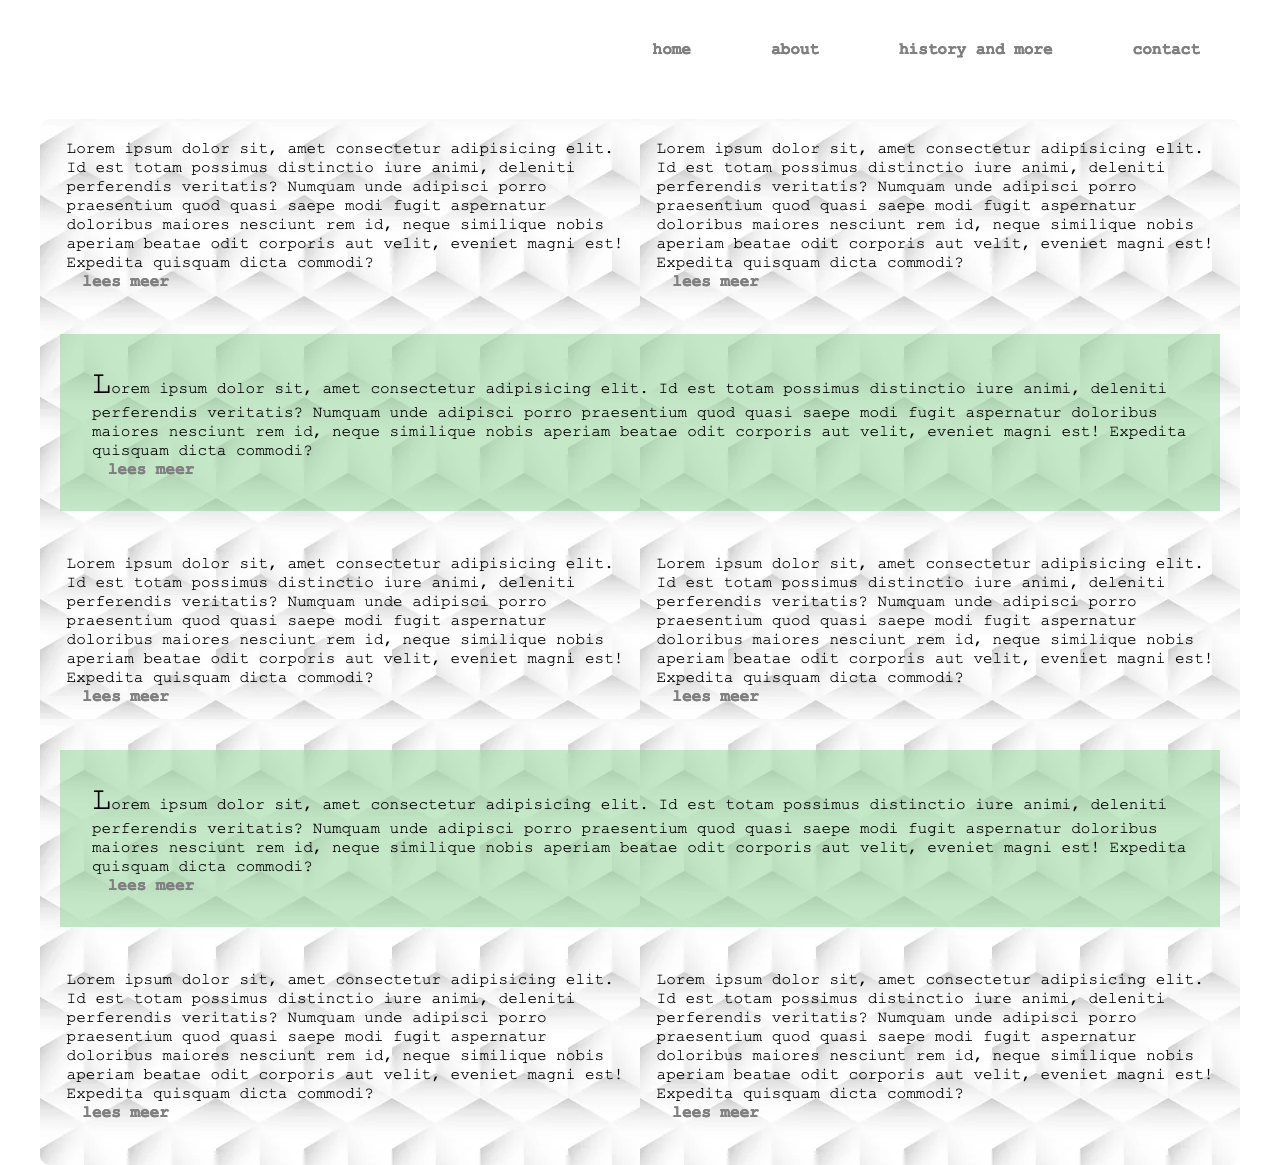 home about history and more contact
Lorem ipsum dolor sit, amet consectetur adipisicing elit.
Id est totam possimus distinctio iure animi, deleniti
perferendis veritatis? Numquam unde adipisci porro
praesentium quod quasi saepe modi fugit aspernatur
doloribus maiores nesciunt rem id, neque similique nobis
aperiam beatae odit corporis aut velit, eveniet magni est!
Expedita quisquam dicta commodi?
lees meer
Lorem ipsum dolor sit, amet consectetur adipisicing elit.
Id est totam possimus distinctio iure animi, deleniti
perferendis veritatis? Numquam unde adipisci porro
praesentium quod quasi saepe modi fugit aspernatur
doloribus maiores nesciunt rem id, neque similique nobis
aperiam beatae odit corporis aut velit, eveniet magni est!
Expedita quisquam dicta commodi?
lees meer
Lorem ipsum dolor sit, amet consectetur adipisicing elit. Id est totam possimus distinctio iure animi, deleniti
perferendis veritatis? Numquam unde adipisci porro praesentium quod quasi saepe modi fugit aspernatur doloribus
maiores nesciunt rem id, neque similique nobis aperiam beatae odit corporis aut velit, eveniet magni est! Expedita
quisquam dicta commodi?
lees meer
Lorem ipsum dolor sit, amet consectetur adipisicing elit.
Id est totam possimus distinctio iure animi, deleniti
perferendis veritatis? Numquam unde adipisci porro
praesentium quod quasi saepe modi fugit aspernatur
doloribus maiores nesciunt rem id, neque similique nobis
aperiam beatae odit corporis aut velit, eveniet magni est!
Expedita quisquam dicta commodi?
lees meer
Lorem ipsum dolor sit, amet consectetur adipisicing elit.
Id est totam possimus distinctio iure animi, deleniti
perferendis veritatis? Numquam unde adipisci porro
praesentium quod quasi saepe modi fugit aspernatur
doloribus maiores nesciunt rem id, neque similique nobis
aperiam beatae odit corporis aut velit, eveniet magni est!
Expedita quisquam dicta commodi?
lees meer
Lorem ipsum dolor sit, amet consectetur adipisicing elit. Id est totam possimus distinctio iure animi, deleniti
perferendis veritatis? Numquam unde adipisci porro praesentium quod quasi saepe modi fugit aspernatur doloribus
maiores nesciunt rem id, neque similique nobis aperiam beatae odit corporis aut velit, eveniet magni est! Expedita
quisquam dicta commodi?
lees meer
Lorem ipsum dolor sit, amet consectetur adipisicing elit.
Id est totam possimus distinctio iure animi, deleniti
perferendis veritatis? Numquam unde adipisci porro
praesentium quod quasi saepe modi fugit aspernatur
doloribus maiores nesciunt rem id, neque similique nobis
aperiam beatae odit corporis aut velit, eveniet magni est!
Expedita quisquam dicta commodi?
lees meer
Lorem ipsum dolor sit, amet consectetur adipisicing elit.
Id est totam possimus distinctio iure animi, deleniti
perferendis veritatis? Numquam unde adipisci porro
praesentium quod quasi saepe modi fugit aspernatur
doloribus maiores nesciunt rem id, neque similique nobis
aperiam beatae odit corporis aut velit, eveniet magni est!
Expedita quisquam dicta commodi?
lees meer